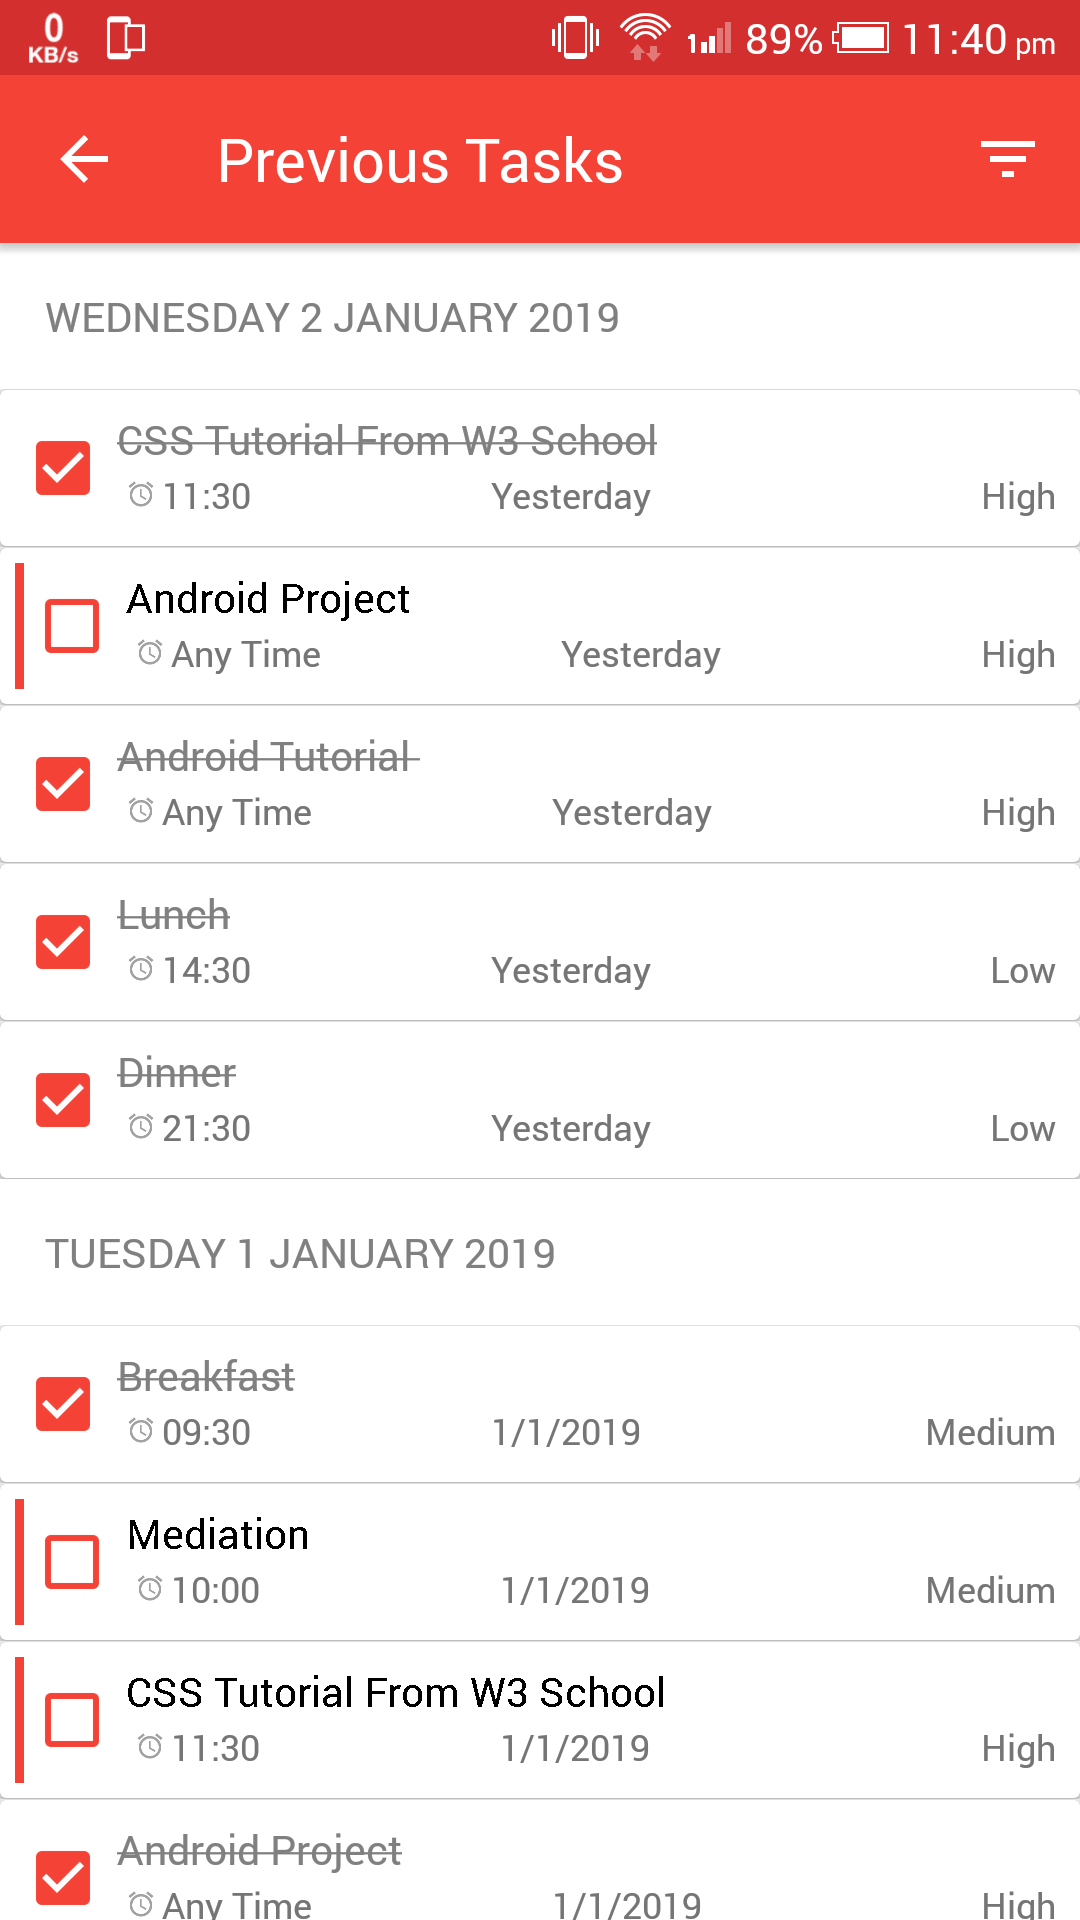 0
KB/s
1
89%
11:40 pm
Previous Tasks
WEDNESDAY 2 JANUARY 2019
CSS Tutorial From W3 School
11:30 Yesterday High
Android Project
Any Time Yesterday High
Android Tutorial
Any Time Yesterday High
Lunch
14:30 Yesterday Low
Dinner
21:30 Yesterday Low
TUESDAY 1 JANUARY 2019
Breakfast
09:30 1/1/2019 Medium
Mediation
10:00 1/1/2019 Medium
CSS Tutorial From W3 School
11:30 1/1/2019 High
Android Project
Any Time 1/1/2019 High